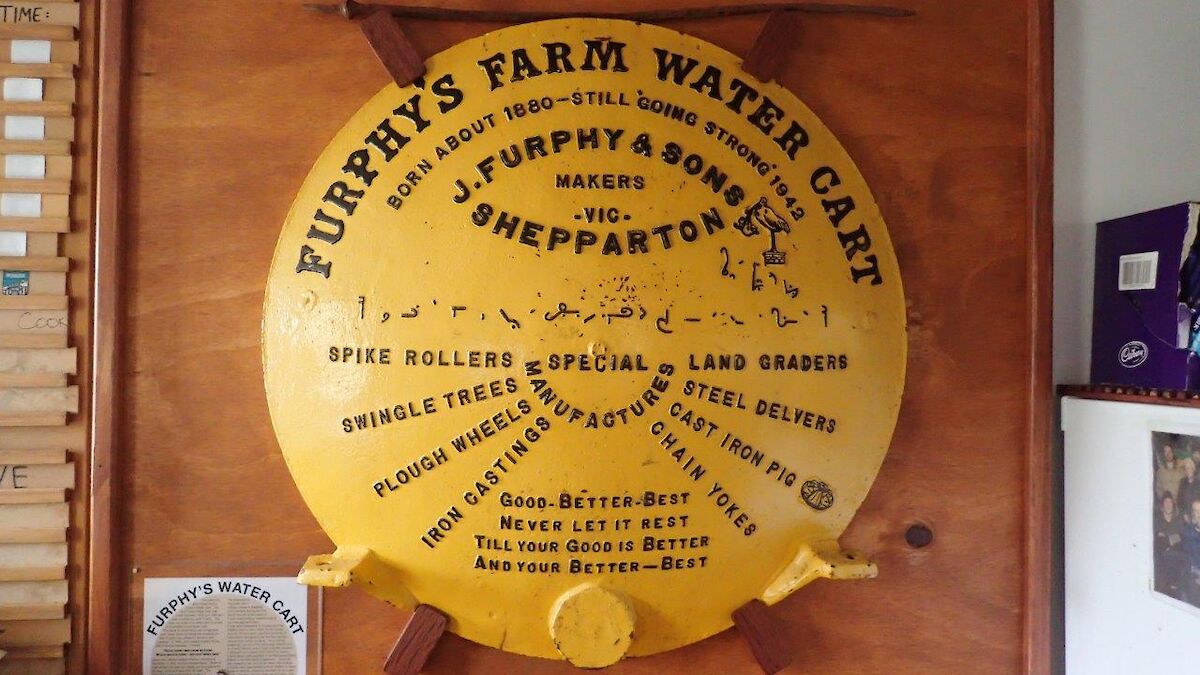 TIME:
FURPHY'S FARM WATER CART
BORN ABOUT 1880-STILL GOING STRONG 1942
J. FURPHY & SONS
MAKERS
-VIC-
SHEPPARTON
SPIKE ROLLERS
SPECIAL
LAND GRADERS
MANUFACTURES
SWINGLE TREES
STEEL DELVERS
PLOUGH WHEELS
CAST IRON PIG
IRON CASTINGS
CHAIN YOKES
GOOD-BETTER-BEST
NEVER LET IT REST
TILL YOUR GOOD IS BETTER
AND YOUR BETTER-BEST
FURPHY'S WATER CART
Cadbury